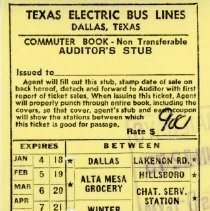 TEXAS ELECTRIC BUS LINES
DALLAS, TEXAS
COMMUTER BOOK - Non Transferable
AUDITOR'S STUB
Issued to
Agent will fill out this stub, stamp date of sale on
back hereof, detach and forward to Auditor with first
report of ticket sales. When issuing this ticket, Agent
will properly punch through entire book, including the
covers, so that cover, agent's stub and each coupon
will show the stations between which
this ticket is good for passage.
Rate $ 900
EXPIRES BETWEEN
JAN 4 18 DALLAS LAKENON RD.
FEB 5 19 ALTA MESA HILLSBORO
MAR 6 20 GROCERY CHAT. SERV.
STATION
APR 7 21 WINTER